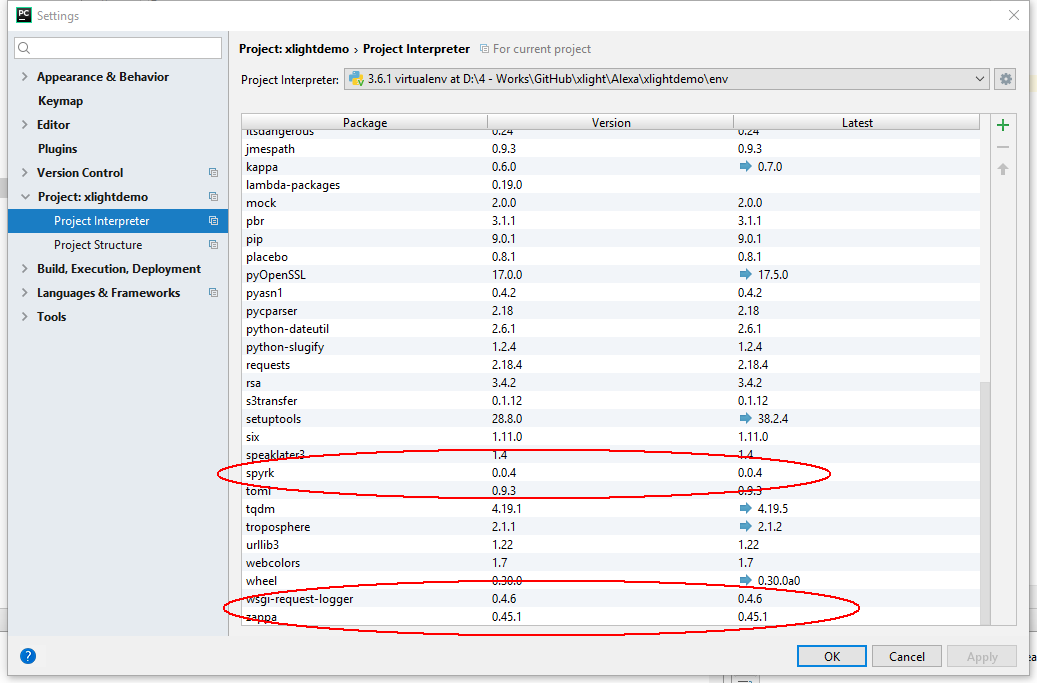 PC Settings
Project: xlightdemo › Project Interpreter For current project
Project Interpreter: 3.6.1 virtualenv at D:\4 - Works\GitHub\xlight\Alexa\xlightdemo\env
Appearance & Behavior
Keymap
Editor
Plugins
Version Control
Project: xlightdemo
Project Interpreter
Project Structure
Build, Execution, Deployment
Languages & Frameworks
Tools
Package Version Latest
itsdangerous 0.24 0.24
jmespath 0.9.3 0.9.3
kappa 0.6.0 0.7.0
lambda-packages 0.19.0
mock 2.0.0 2.0.0
pbr 3.1.1 3.1.1
pip 9.0.1 9.0.1
placebo 0.8.1 0.8.1
pyOpenSSL 17.0.0 17.5.0
pyasn1 0.4.2 0.4.2
pycparser 2.18 2.18
python-dateutil 2.6.1 2.6.1
python-slugify 1.2.4 1.2.4
requests 2.18.4 2.18.4
rsa 3.4.2 3.4.2
s3transfer 0.1.12 0.1.12
setuptools 28.8.0 38.2.4
six 1.11.0 1.11.0
speaklater3 1.4 1.4
spyrk 0.0.4 0.0.4
toml 0.9.3 0.9.3
tqdm 4.19.1 4.19.5
troposphere 2.1.1 2.1.2
urllib3 1.22 1.22
webcolors 1.7 1.7
wheel 0.30.0 0.30.0a0
wsgi-request-logger 0.4.6 0.4.6
zappa 0.45.1 0.45.1
? OK Cancel Apply